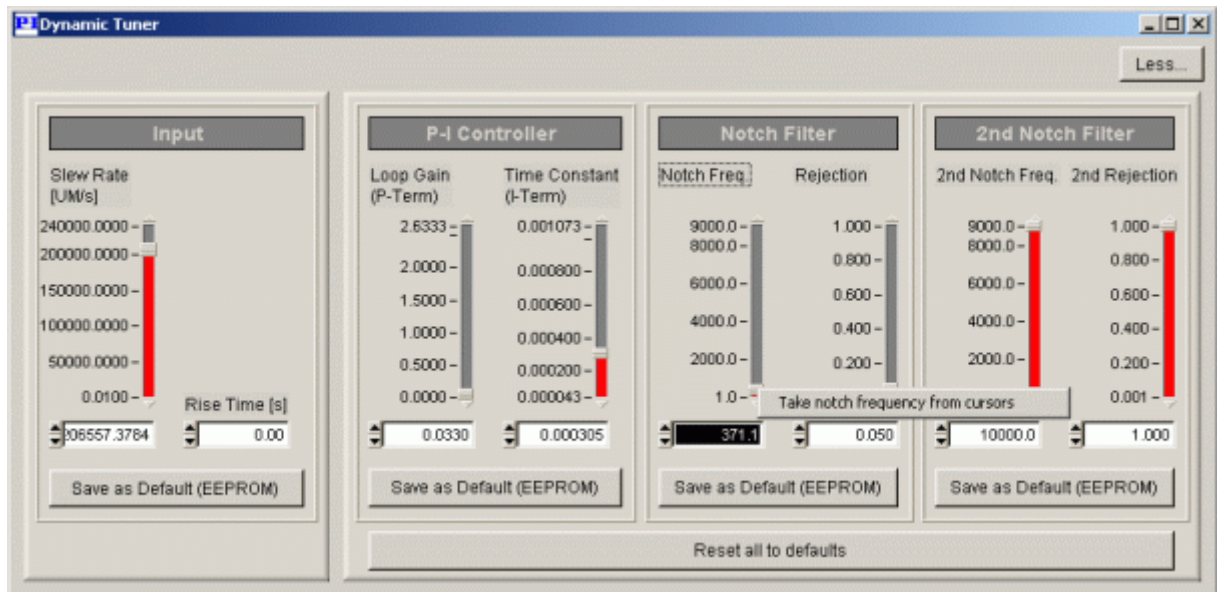 PI Dynamic Tuner
Less...
Input
Slew Rate
[UM/s]
240000.0000
200000.0000
150000.0000
100000.0000
50000.0000
0.0100
Rise Time [s]
206557.3784
0.00
Save as Default (EEPROM)
P-I Controller
Loop Gain
(P-Term)
Time Constant
(I-Term)
2.6333
2.0000
1.5000
1.0000
0.5000
0.0000
0.001073
0.000800
0.000600
0.000400
0.000200
0.000043
0.0330
0.000305
Save as Default (EEPROM)
Notch Filter
Notch Freq.
Rejection
9000.0
8000.0
6000.0
4000.0
2000.0
1.0
1.000
0.800
0.600
0.400
0.200
Take notch frequency from cursors
371.1
0.050
Save as Default (EEPROM)
2nd Notch Filter
2nd Notch Freq.
2nd Rejection
9000.0
8000.0
6000.0
4000.0
2000.0
1.000
0.800
0.600
0.400
0.200
0.001
10000.0
1.000
Save as Default (EEPROM)
Reset all to defaults